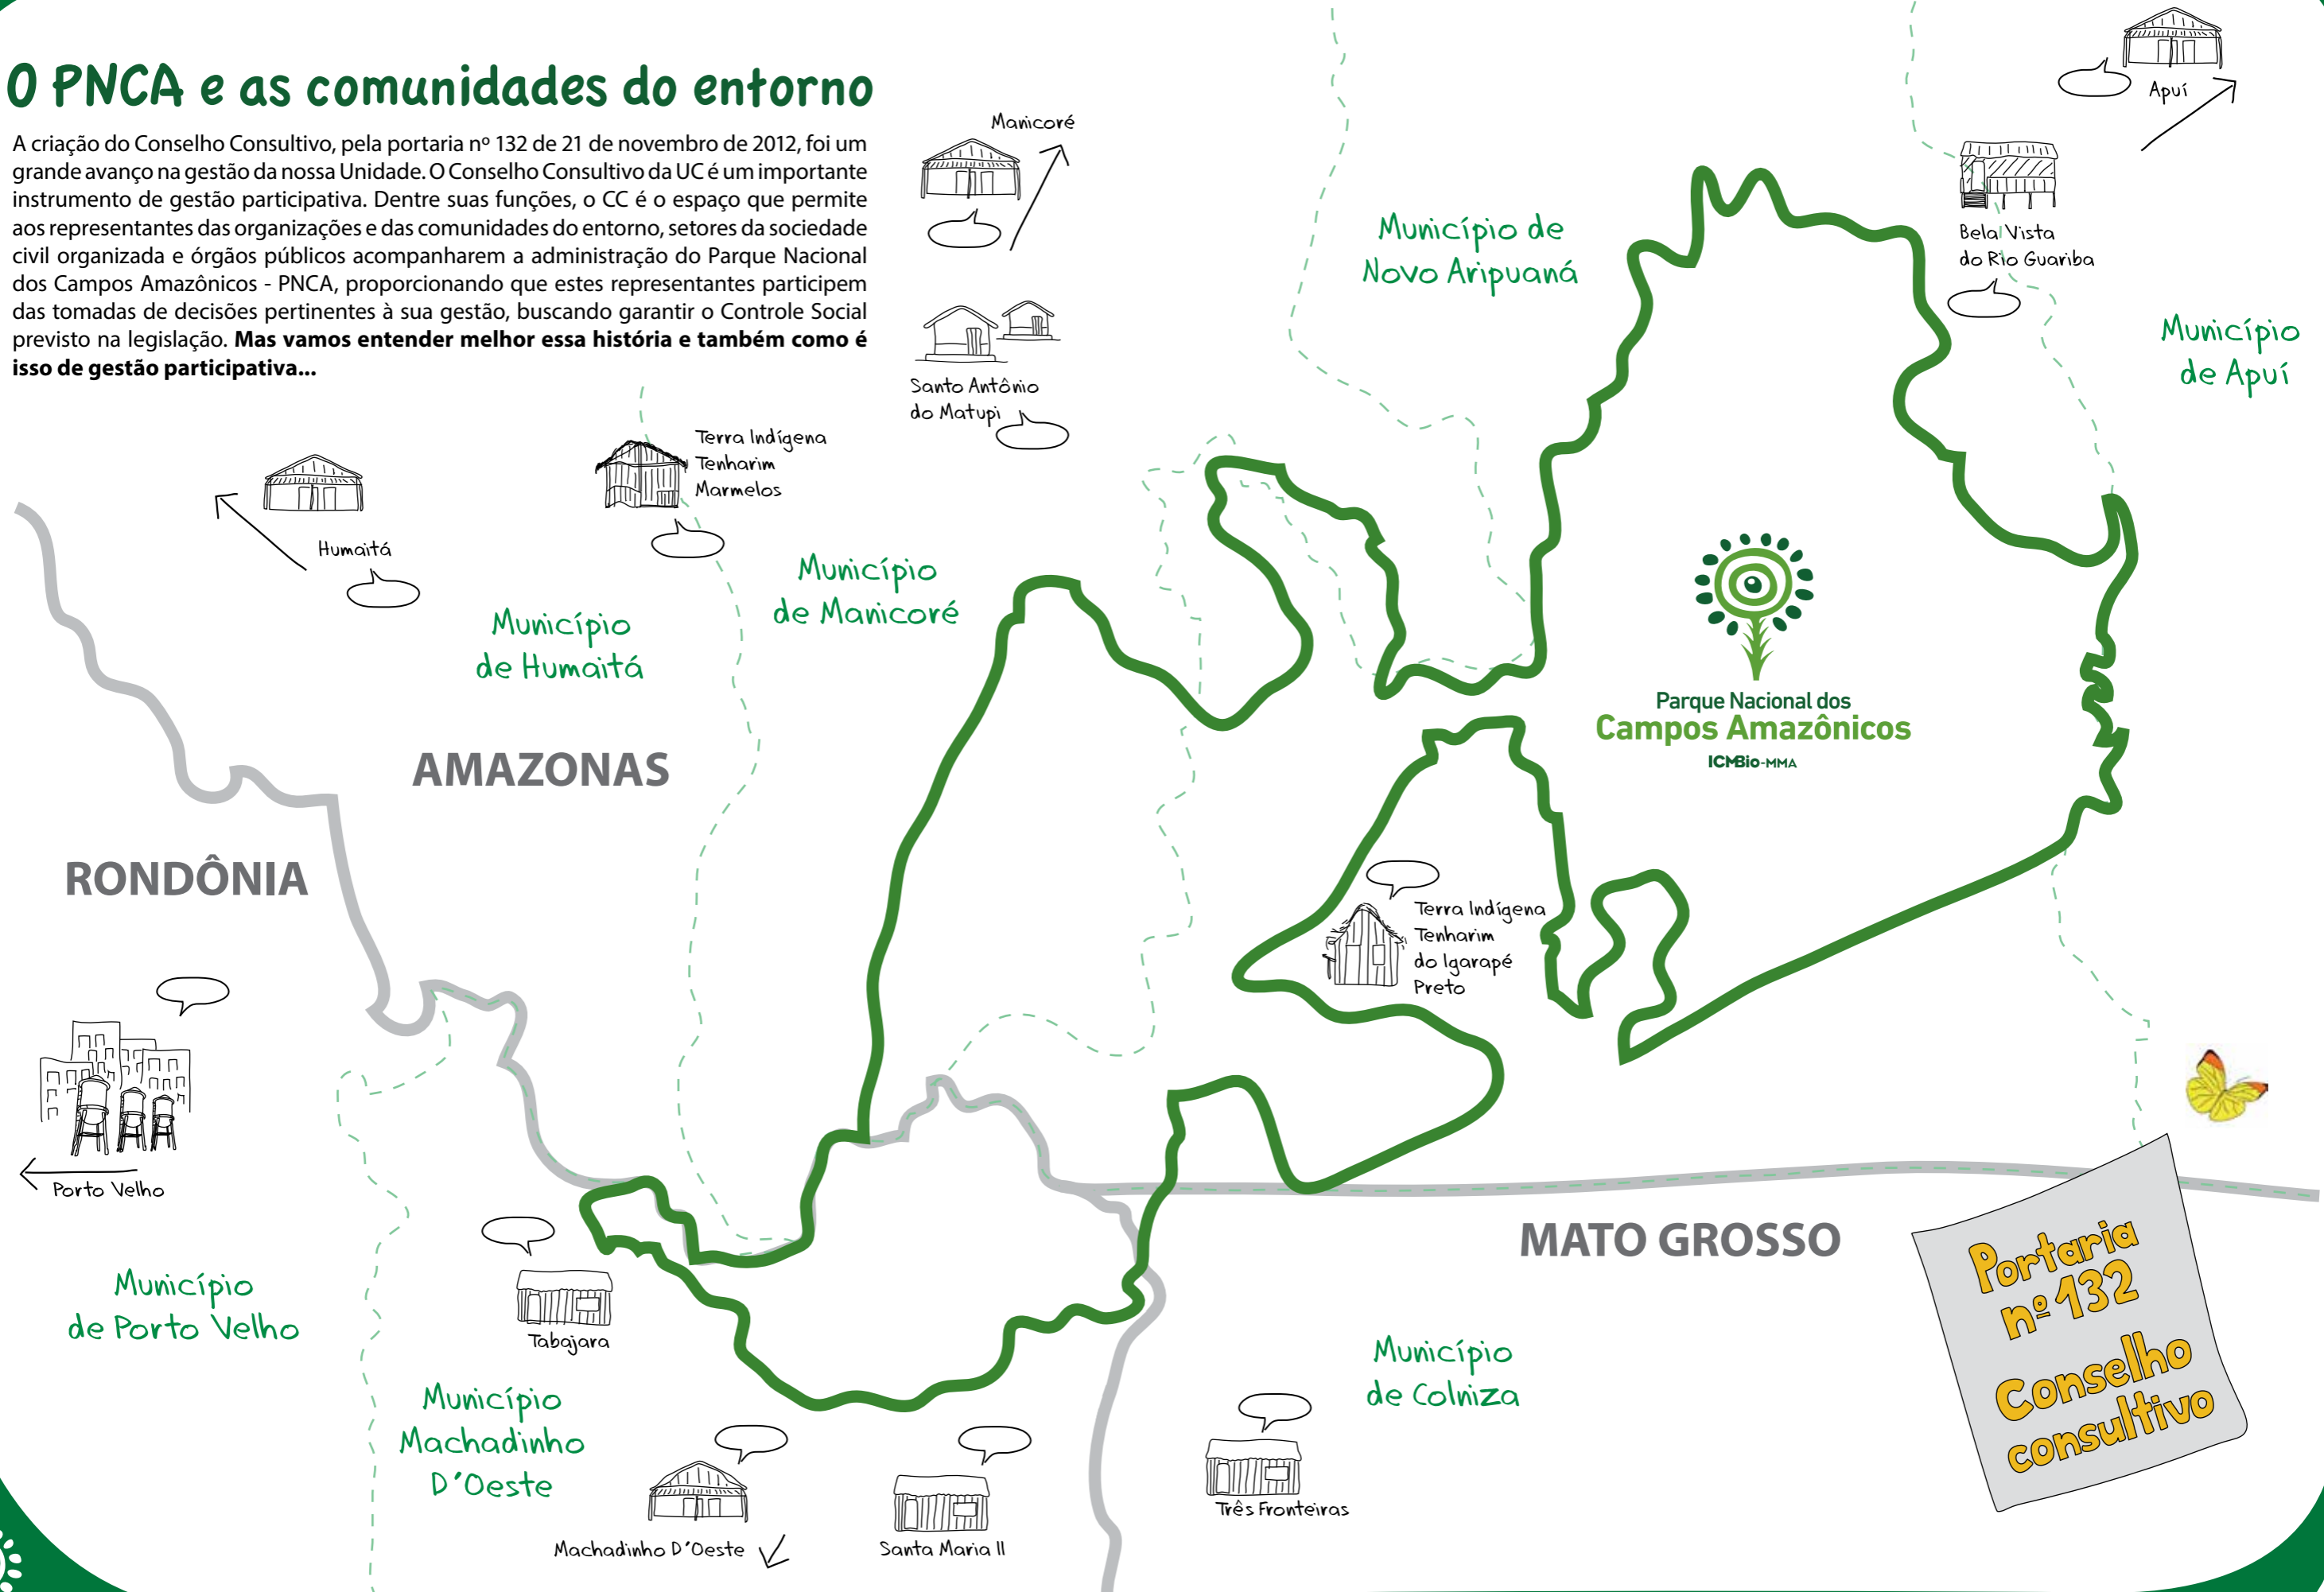 O PNCA e as comunidades do entorno
A criação do Conselho Consultivo, pela portaria nº 132 de 21 de novembro de 2012, foi um
grande avanço na gestão da nossa Unidade. O Conselho Consultivo da UC é um importante
instrumento de gestão participativa. Dentre suas funções, o CC é o espaço que permite
aos representantes das organizações e das comunidades do entorno, setores da sociedade
civil organizada e órgãos públicos acompanharem a administração do Parque Nacional
dos Campos Amazônicos - PNCA, proporcionando que estes representantes participem
das tomadas de decisões pertinentes à sua gestão, buscando garantir o Controle Social
previsto na legislação. Mas vamos entender melhor essa história e também como é
isso de gestão participativa...
Manicoré
Apuí
Município de
Novo Aripuaná
Bela Vista
do Rio Guariba
Município
de Apuí
Santo Antônio
do Matupi
Terra Indígena
Tenharim
Marmelos
Humaitá
Município
de Manicoré
Município
de Humaitá
Parque Nacional dos
Campos Amazônicos
ICMBio-MMA
AMAZONAS
RONDÔNIA
Terra Indígena
Tenharim
do Igarapé
Preto
Porto Velho
MATO GROSSO
Município
de Porto Velho
Tabajara
Município
de Colniza
Município
Machadinho
D'Oeste
Machadinho D'Oeste
Santa Maria II
Três Fronteiras
Portaria
nº 132
Conselho
consultivo